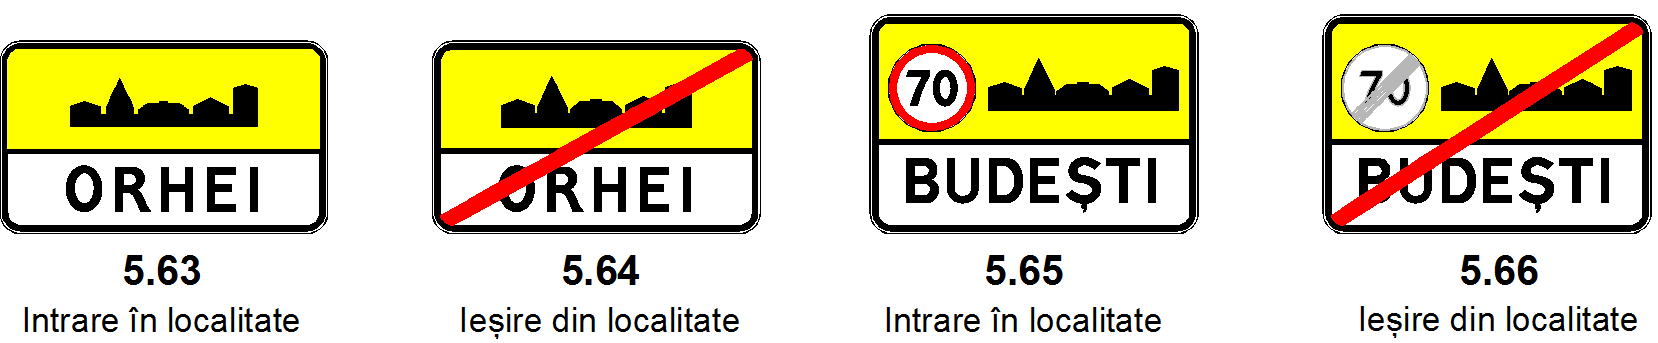 ORHEI
5.63
Intrare în localitate
ORHEI
5.64
Ieșire din localitate
70
BUDEȘTI
5.65
Intrare în localitate
70
BUDEȘTI
5.66
Ieșire din localitate